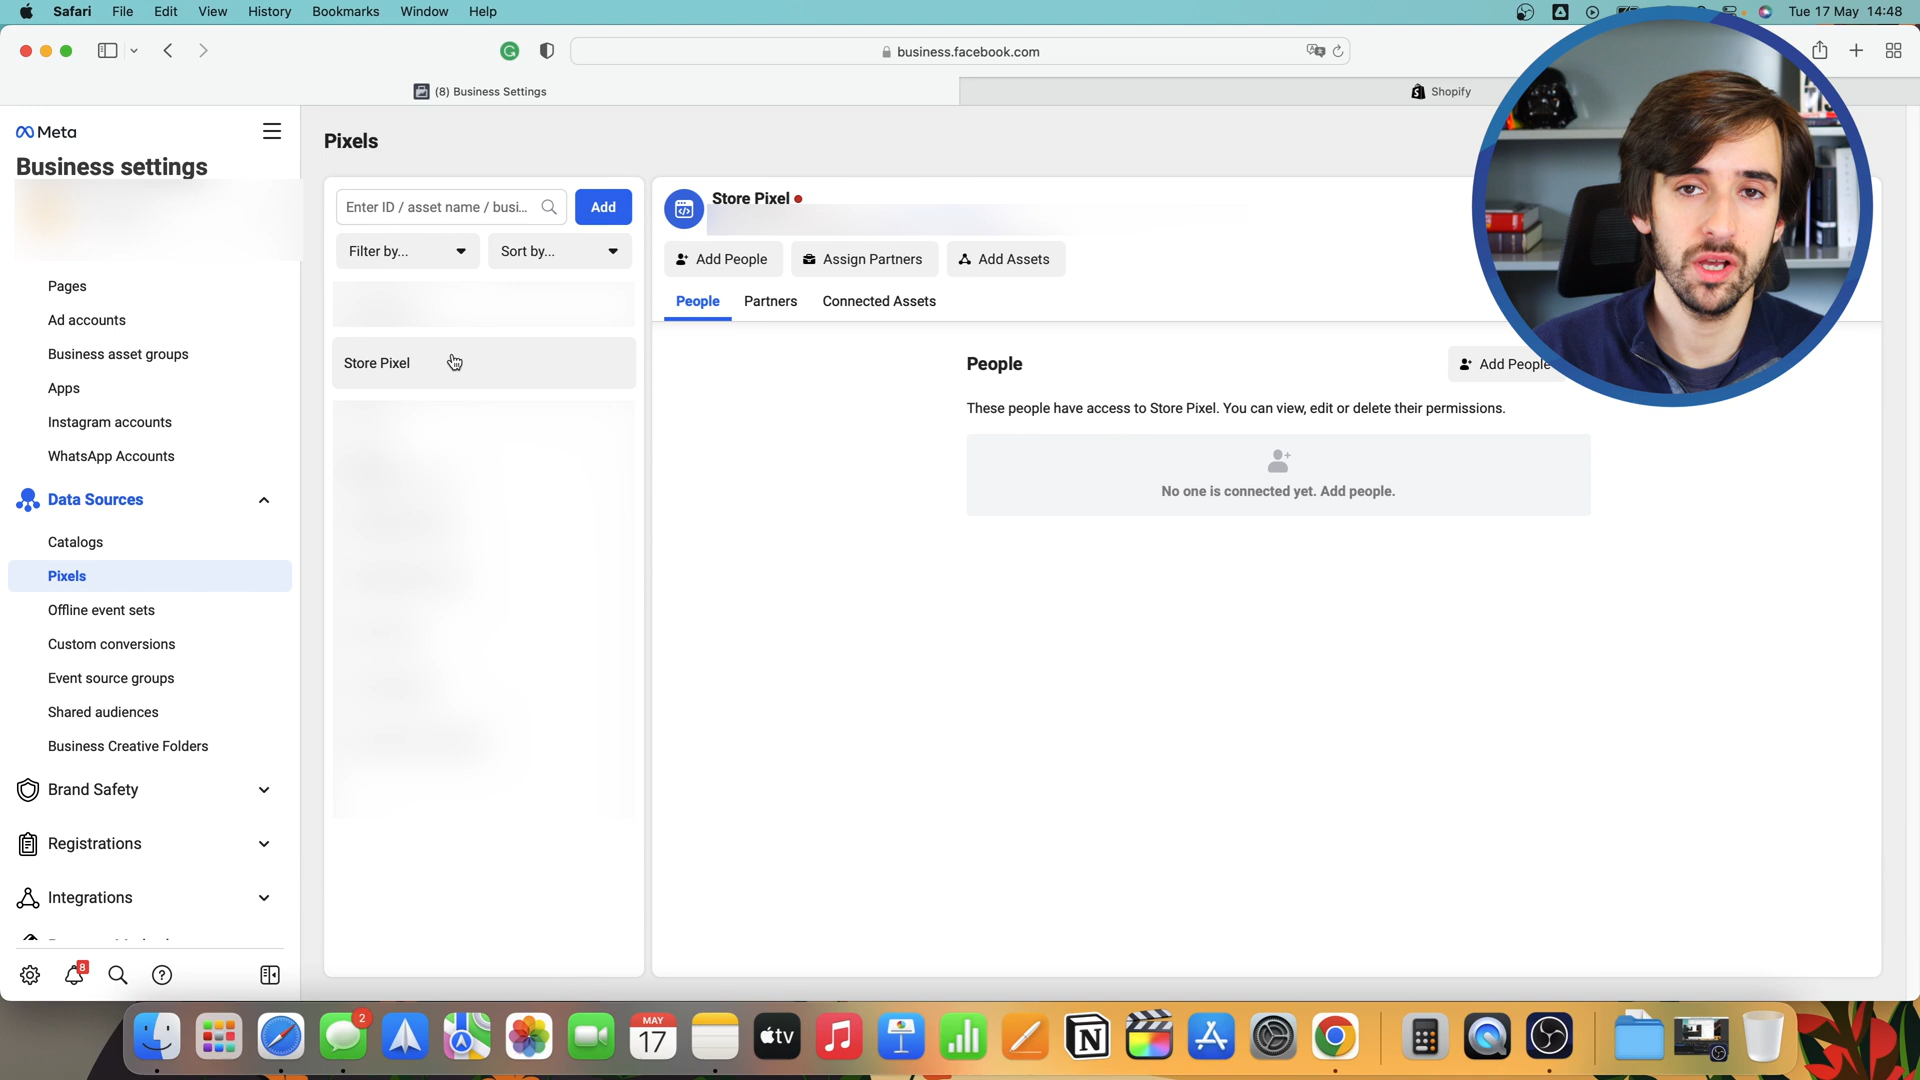 Safari File Edit View History Bookmarks Window Help
Tue 17 May 14:48
business.facebook.com
(8) Business Settings
Shopify
Meta
Business settings
Pages
Ad accounts
Business asset groups
Apps
Instagram accounts
WhatsApp Accounts
Data Sources
Catalogs
Pixels
Offline event sets
Custom conversions
Event source groups
Shared audiences
Business Creative Folders
Brand Safety
Registrations
Integrations
8
Pixels
Enter ID / asset name / busi...
Add
Filter by...
Sort by...
Store Pixel
Store Pixel
Add People
Assign Partners
Add Assets
People
Partners
Connected Assets
People
Add People
These people have access to Store Pixel. You can view, edit or delete their permissions.
No one is connected yet. Add people.
2
MAY
17
tv